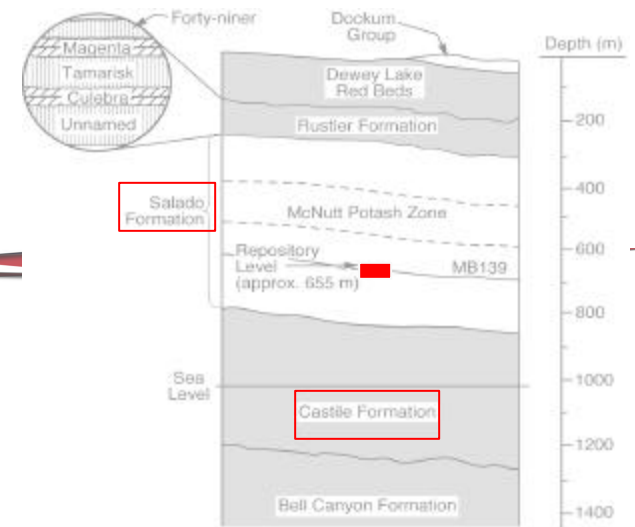 Forty-niner
Magenta
Tamarisk
Culebra
Unnamed
Dockum
Group
Depth (m)
Dewey Lake
Red Beds
Rustler Formation
200
Salado
Formation
McNutt Potash Zone
400
Repository
Level
(approx. 655 m)
MB139
600
800
Sea
Level
1000
Castile Formation
1200
Bell Canyon Formation
1400